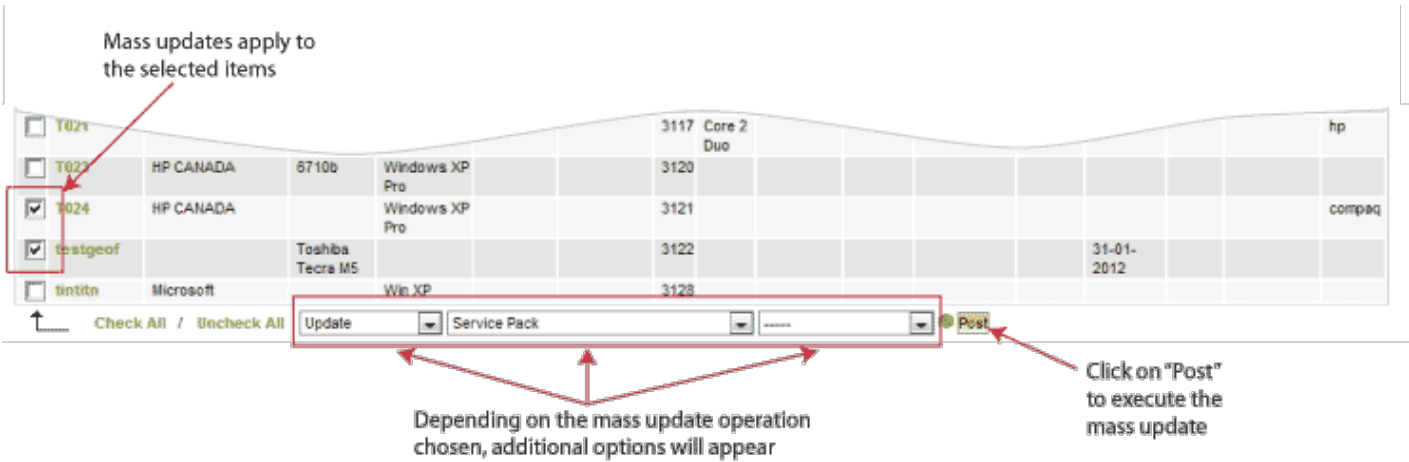 Mass updates apply to
the selected items
T021 3117 Core 2 hp
Duo
T023 HP CANADA 6710b Windows XP 3120
Pro
T024 HP CANADA Windows XP 3121 compaq
Pro
testgeof Toshiba 3122 31-01-
Tecra M5 2012
tintitn Microsoft Win XP 3128
Check All / Uncheck All Update Service Pack ----- Post
Click on "Post"
to execute the
mass update
Depending on the mass update operation
chosen, additional options will appear